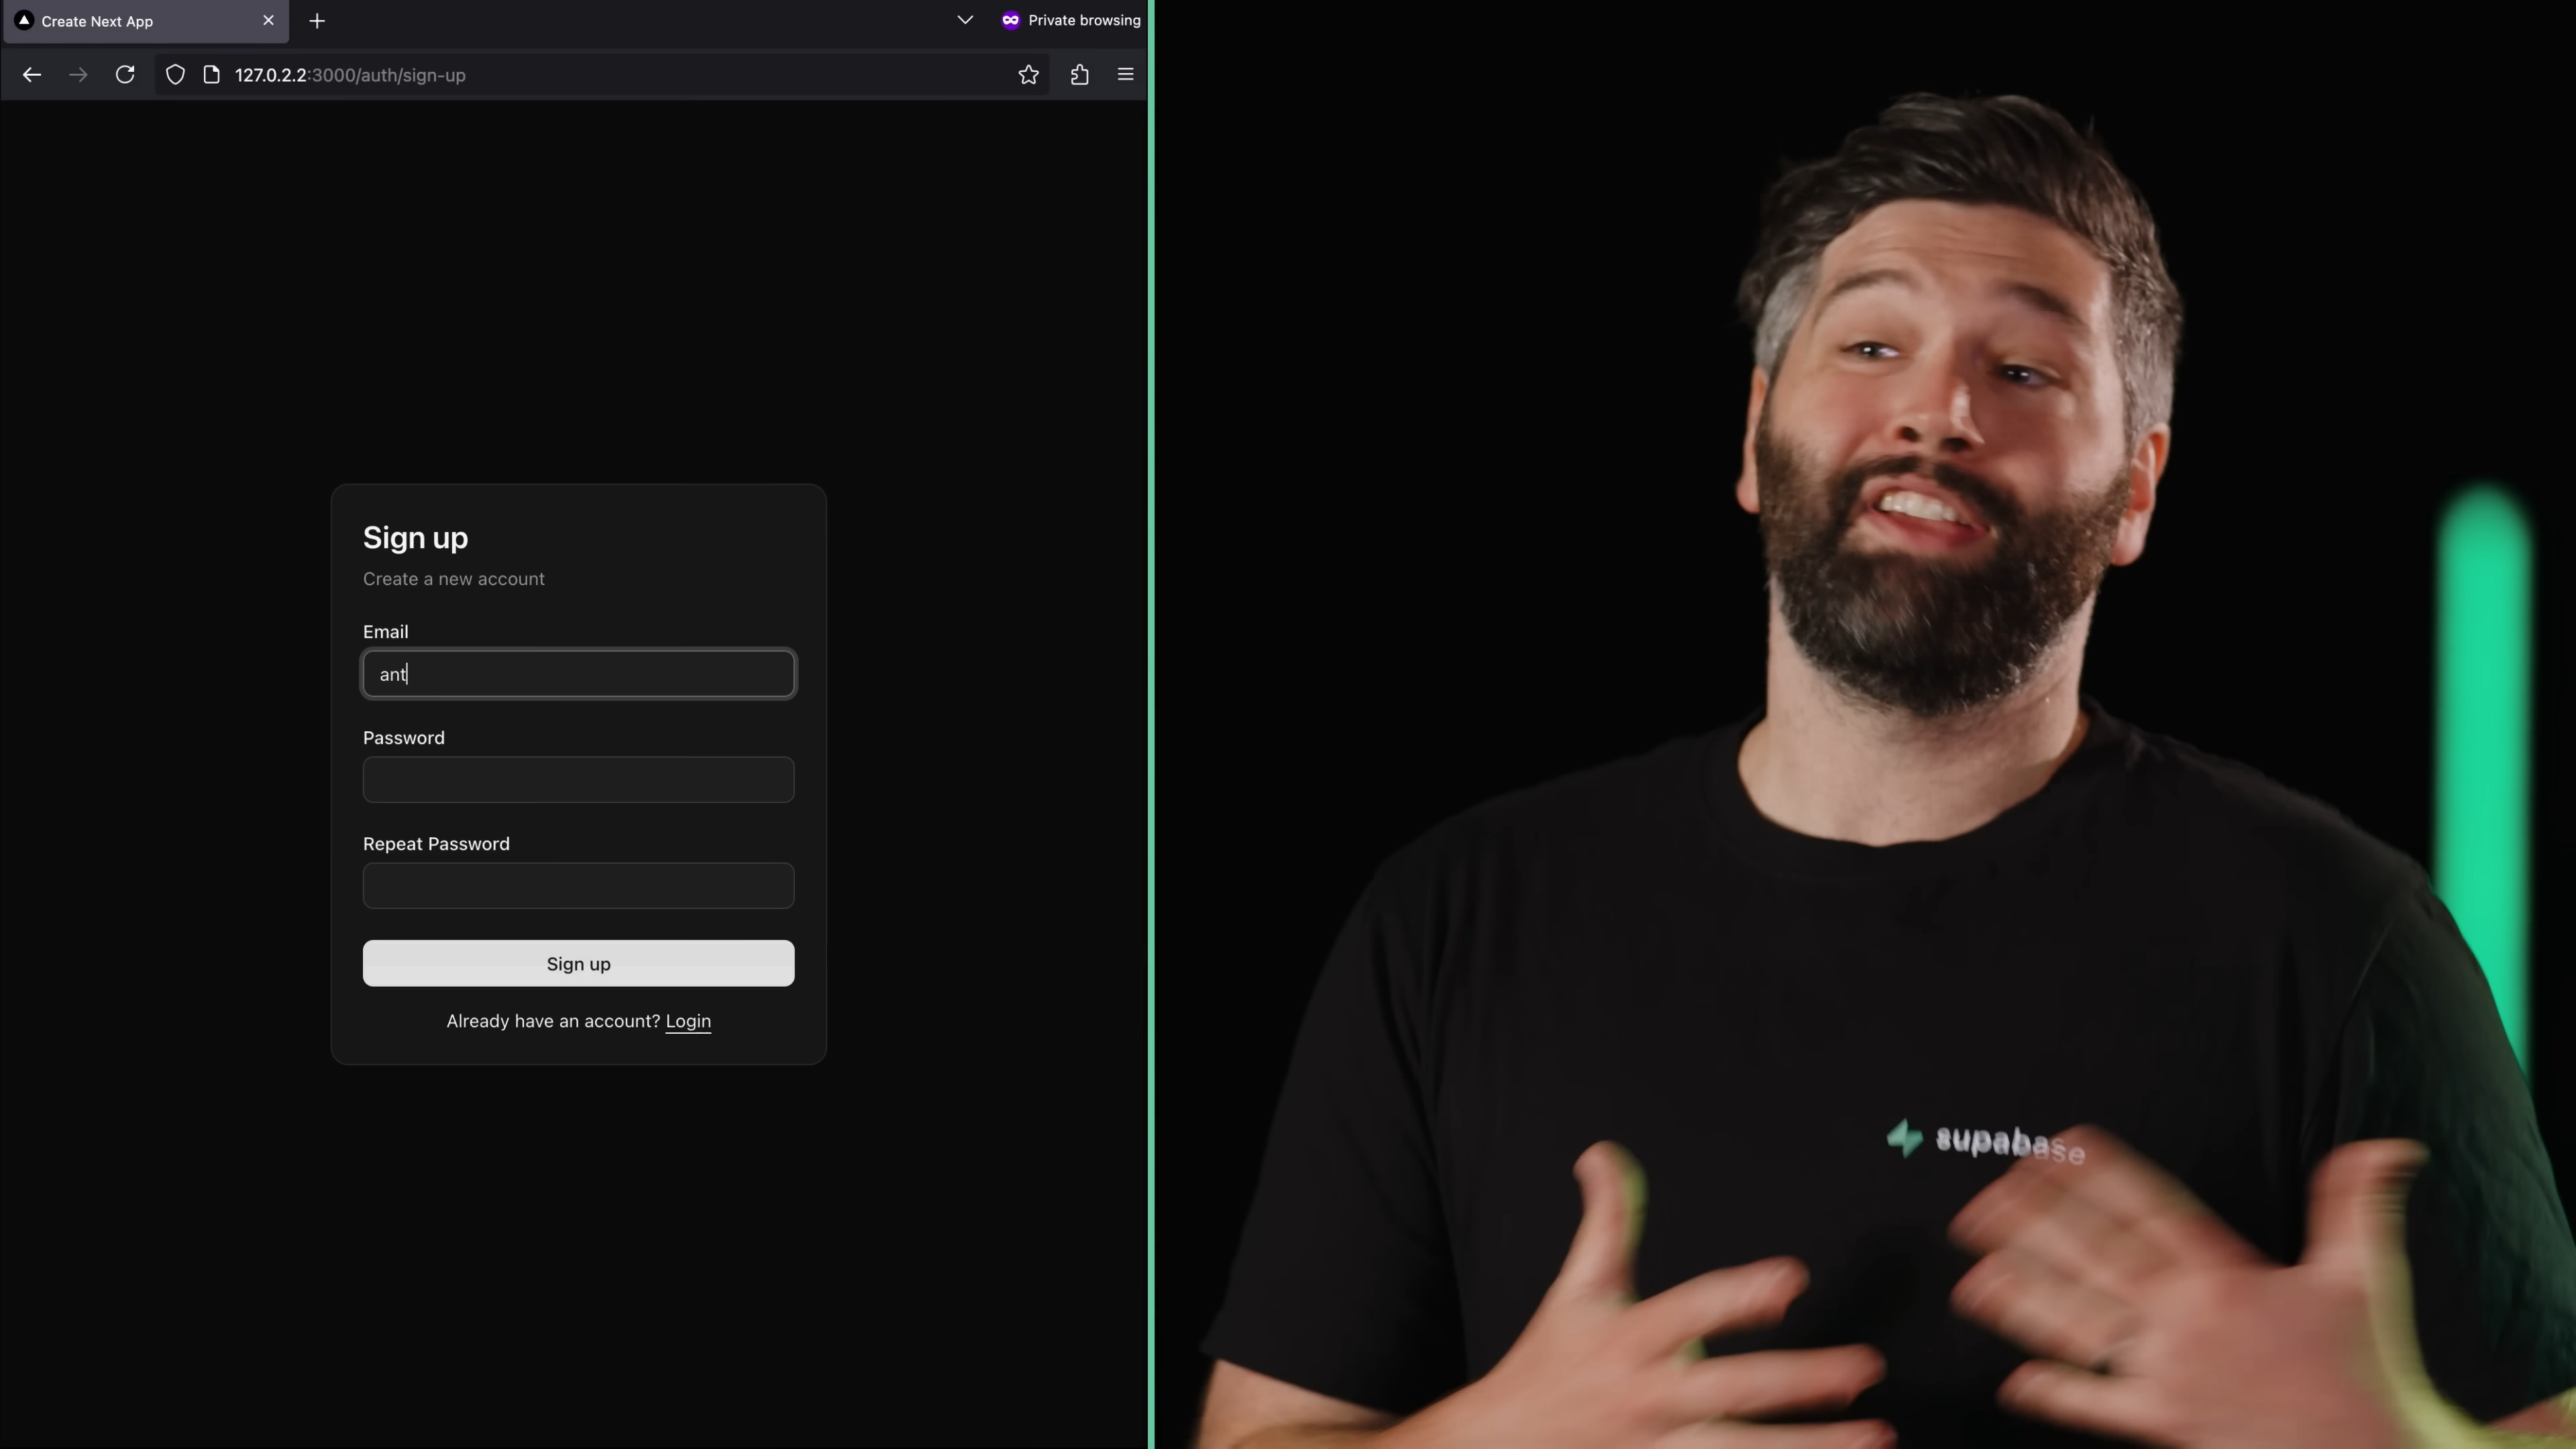 Create Next App
Private browsing
127.0.2.2:3000/auth/sign-up
Sign up
Create a new account
Email
ant
Password
Repeat Password
Sign up
Already have an account? Login
supabase